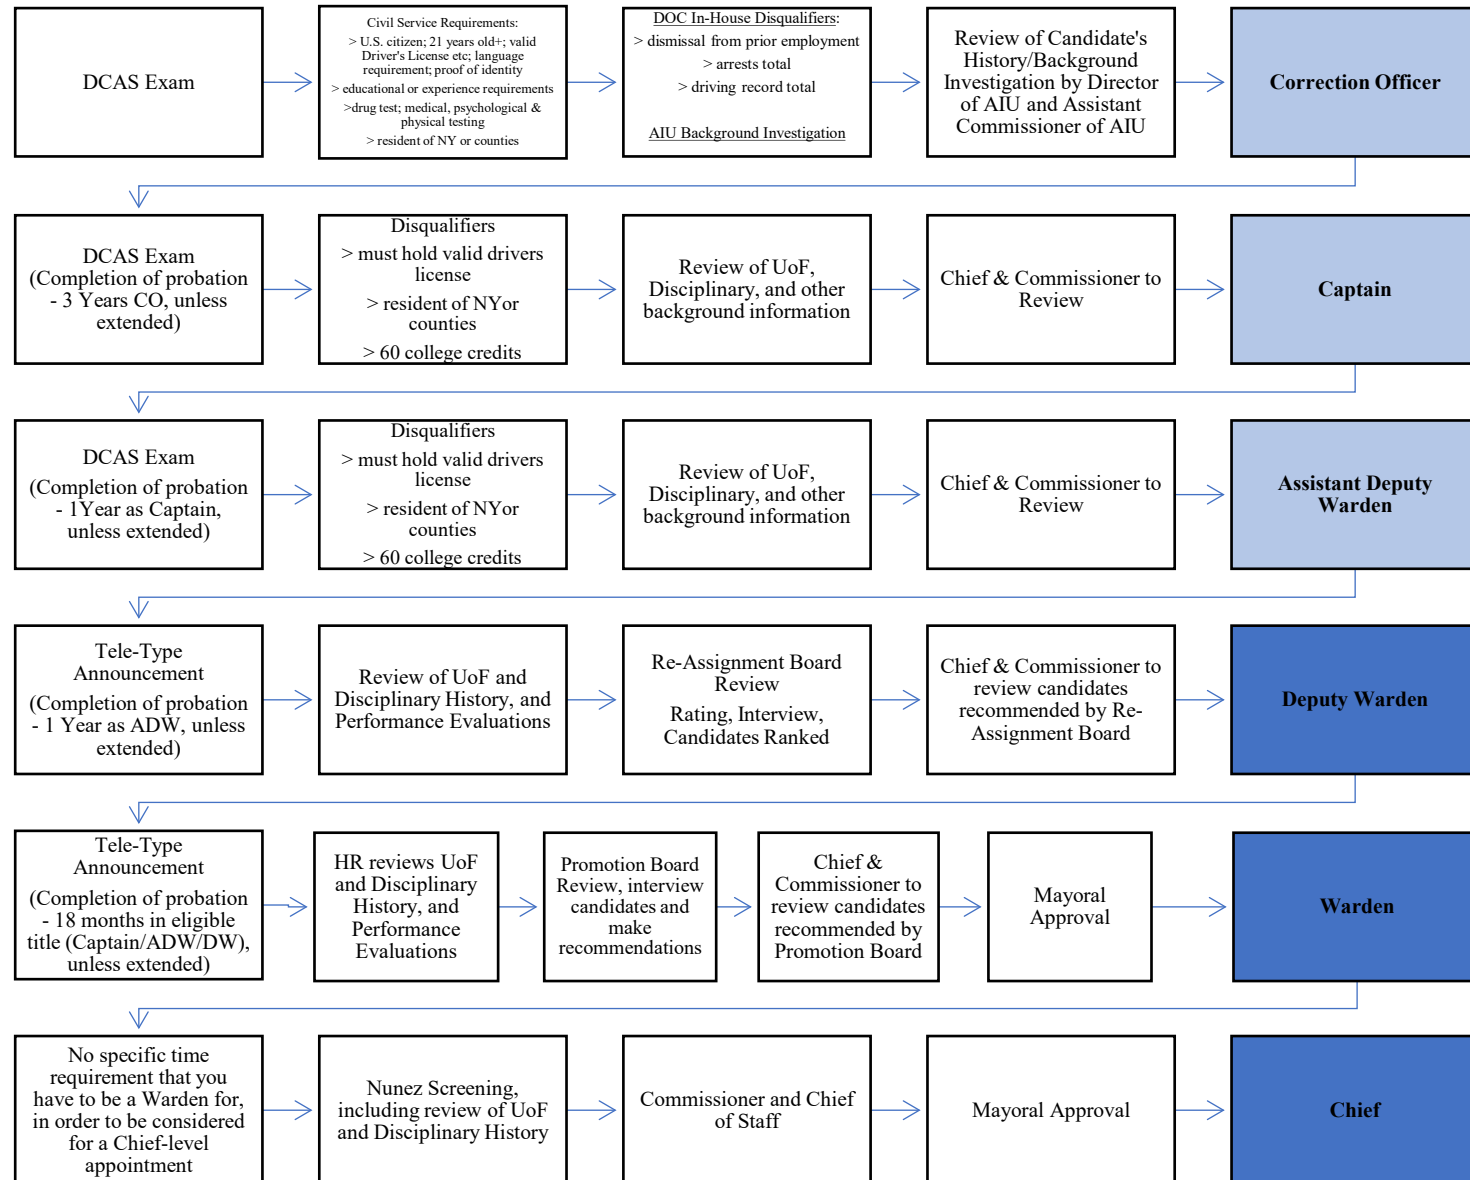 DCAS Exam
Civil Service Requirements:
> U.S. citizen; 21 years old+; valid
Driver's License etc; language
requirement; proof of identity
> educational or experience requirements
>drug test; medical, psychological &
physical testing
> resident of NY or counties
DOC In-House Disqualifiers:
> dismissal from prior employment
> arrests total
> driving record total
AIU Background Investigation
Review of Candidate's
History/Background
Investigation by Director
of AIU and Assistant
Commissioner of AIU
Correction Officer
DCAS Exam
(Completion of probation
- 3 Years CO, unless
extended)
Disqualifiers
> must hold valid drivers
license
> resident of NYor
counties
> 60 college credits
Review of UoF,
Disciplinary, and other
background information
Chief & Commissioner to
Review
Captain
DCAS Exam
(Completion of probation
- 1Year as Captain,
unless extended)
Disqualifiers
> must hold valid drivers
license
> resident of NYor
counties
> 60 college credits
Review of UoF,
Disciplinary, and other
background information
Chief & Commissioner to
Review
Assistant Deputy
Warden
Tele-Type
Announcement
(Completion of probation
- 1 Year as ADW, unless
extended)
Review of UoF and
Disciplinary History, and
Performance Evaluations
Re-Assignment Board
Review
Rating, Interview,
Candidates Ranked
Chief & Commissioner to
review candidates
recommended by Re-
Assignment Board
Deputy Warden
Tele-Type
Announcement
(Completion of probation
- 18 months in eligible
title (Captain/ADW/DW),
unless extended)
HR reviews UoF
and Disciplinary
History, and
Performance
Evaluations
Promotion Board
Review, interview
candidates and
make
recommendations
Chief &
Commissioner to
review candidates
recommended by
Promotion Board
Mayoral
Approval
Warden
No specific time
requirement that you
have to be a Warden for,
in order to be considered
for a Chief-level
appointment
Nunez Screening,
including review of UoF
and Disciplinary History
Commissioner and Chief
of Staff
Mayoral Approval
Chief